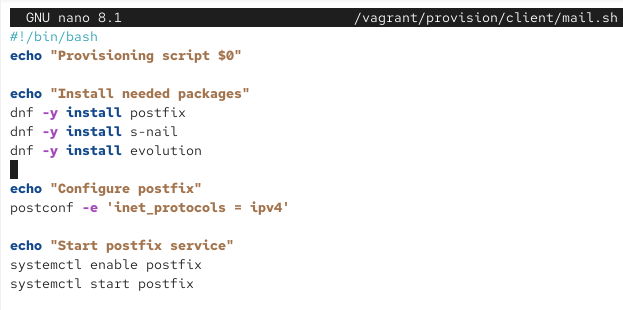 GNU nano 8.1 /vagrant/provision/client/mail.sh
#!/bin/bash
echo "Provisioning script $0"
echo "Install needed packages"
dnf -y install postfix
dnf -y install s-nail
dnf -y install evolution
echo "Configure postfix"
postconf -e 'inet_protocols = ipv4'
echo "Start postfix service"
systemctl enable postfix
systemctl start postfix